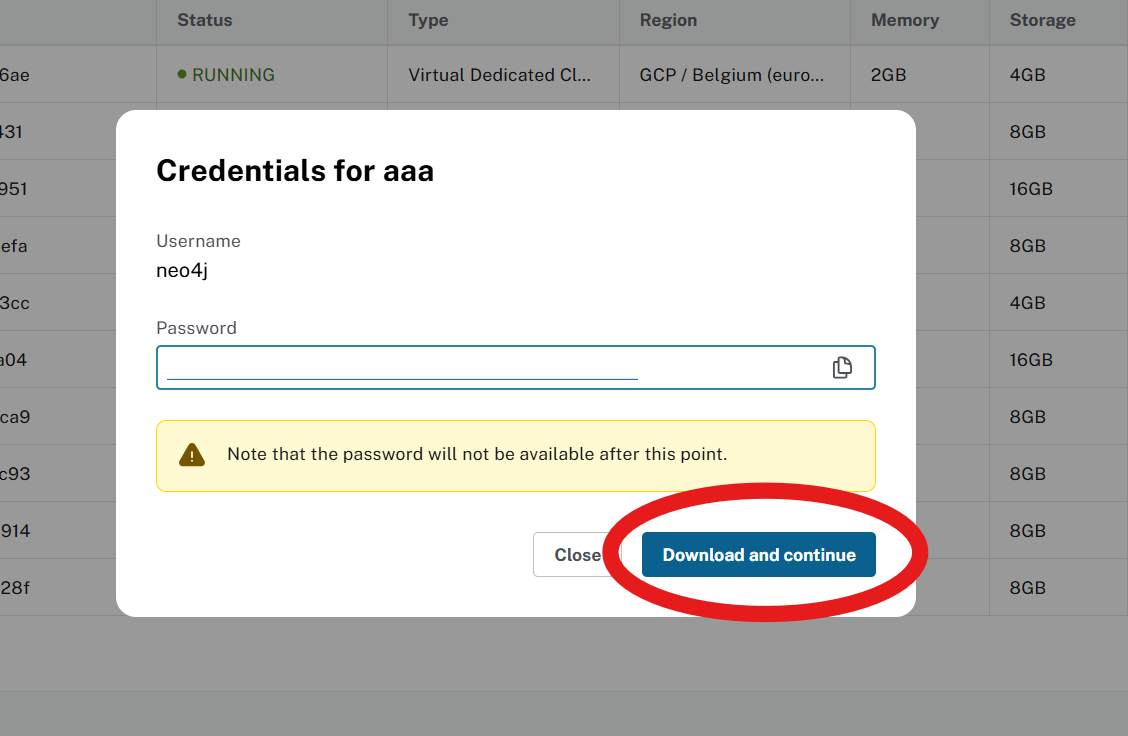 Status Type Region Memory Storage
6ae RUNNING Virtual Dedicated Cl... GCP / Belgium (euro... 2GB 4GB
431 8GB
951 16GB
efa 8GB
3cc 4GB
a04 16GB
ca9 8GB
c93 8GB
914 8GB
28f 8GB
Credentials for aaa
Username
neo4j
Password
Note that the password will not be available after this point.
Close Download and continue